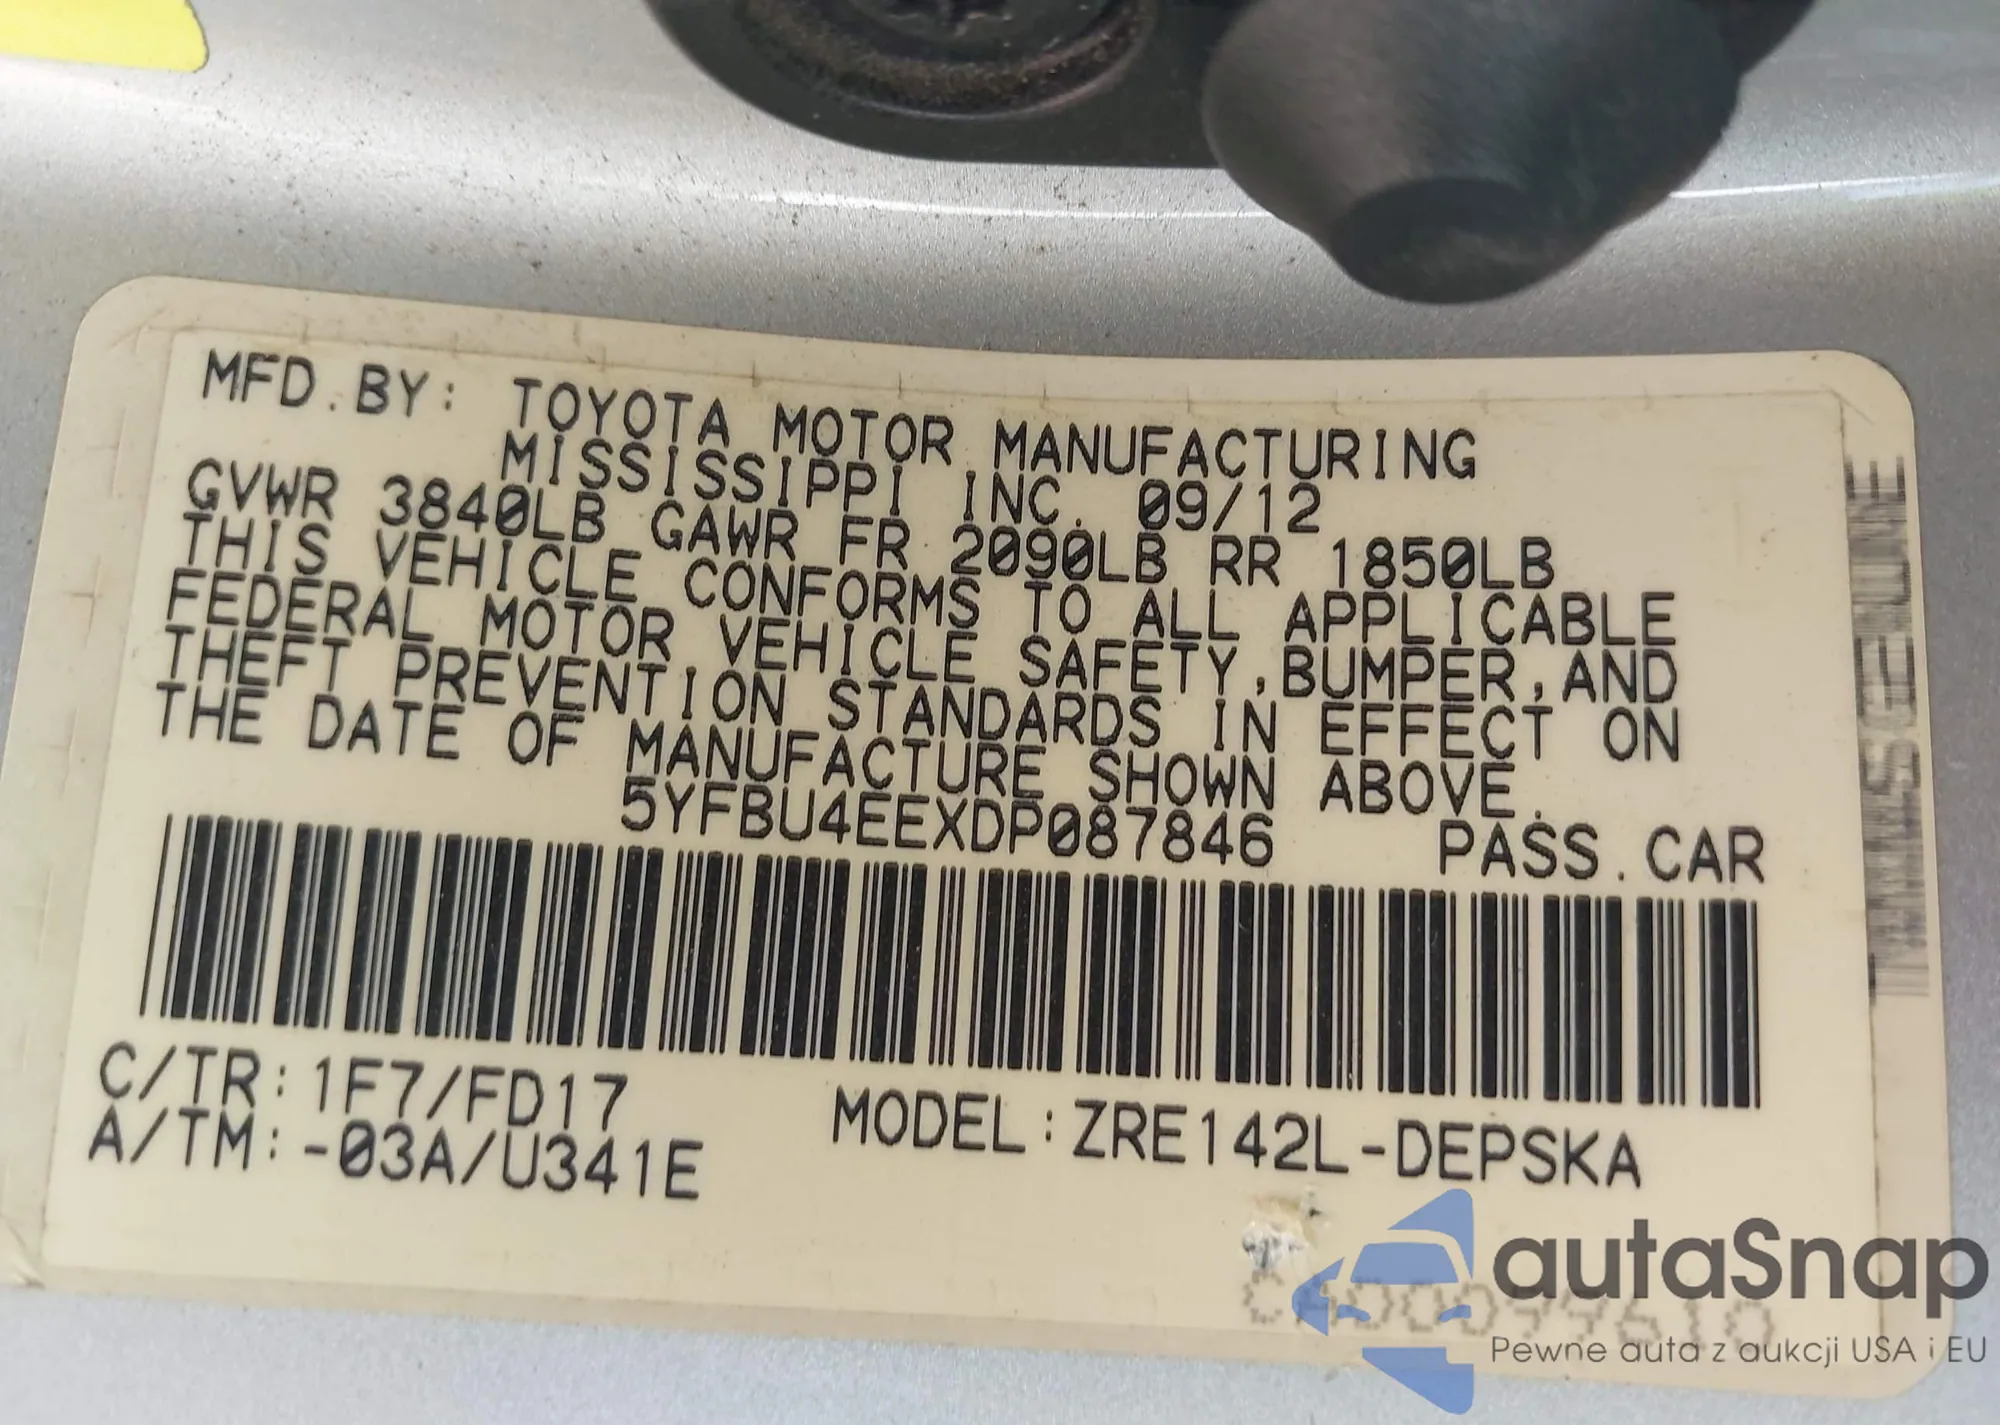 MFD.BY: TOYOTA MOTOR MANUFACTURING
MISSISSIPPI INC. 09/12
GVWR 3840LB GAWR FR 2090LB RR 1850LB
THIS VEHICLE CONFORMS TO ALL APPLICABLE
FEDERAL MOTOR VEHICLE SAFETY,BUMPER,AND
THEFT PREVENTION STANDARDS IN EFFECT ON
THE DATE OF MANUFACTURE SHOWN ABOVE.
5YFBU4EEXDP087846 PASS.CAR
C/TR:1F7/FD17
A/TM:-03A/U341E
MODEL:ZRE142L-DEPSKA
autaSnap
Pewne auta z aukcji USA i EU